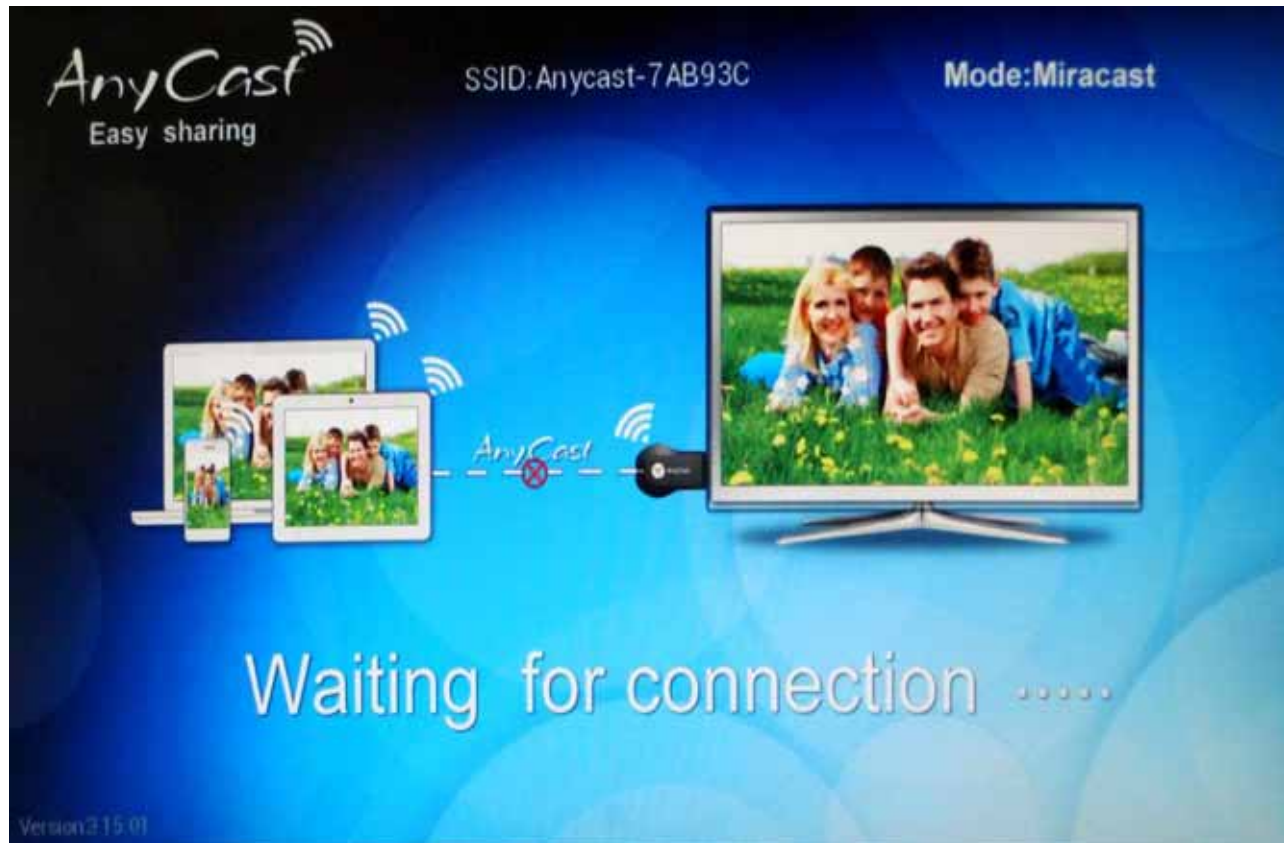 AnyCast
Easy sharing
SSID:Anycast-7AB93C
Mode:Miracast
AnyCast
Waiting for connection .....
Version3.15.01